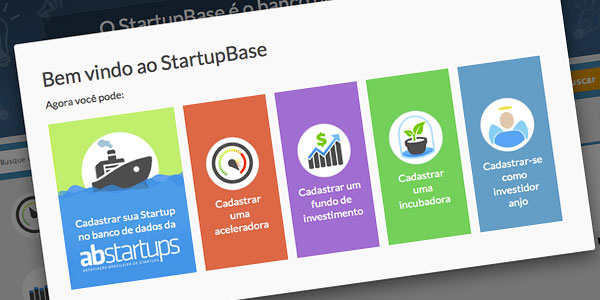 O StartupBase é o banco
Bem vindo ao StartupBase
Agora você pode:
Cadastrar sua Startup
no banco de dados da
abstartups
ASSOCIAÇÃO BRASILEIRA DE STARTUPS
Cadastrar
uma
aceleradora
Cadastrar um
fundo de
investimento
Cadastrar
uma
incubadora
Cadastrar-se
como
investidor
anjo
Busque
uscar